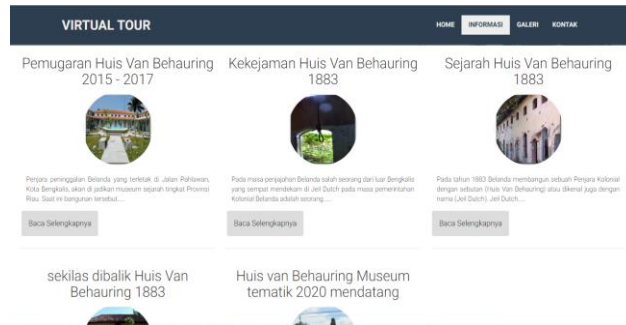 VIRTUAL TOUR
HOME INFORMASI GALERI KONTAK
Pemugaran Huis Van Behauring
2015 - 2017
Penjara peninggalan Belanda yang terletak di Jalan Pahlawan,
Kota Bengkalis, akan di jadikan museum sejarah tingkat Provinsi
Riau. Saat ini bangunan tersebut.....
Baca Selengkapnya
Kekejaman Huis Van Behauring
1883
Pada masa penjajahan Belanda salah seorang dari luar Bengkalis
yang sempat mendekam di Jeil Dutch pada masa pemerintahan
Kolonial Belanda adalah seorang.....
Baca Selengkapnya
Sejarah Huis Van Behauring
1883
Pada tahun 1883 Belanda membangun sebuah Penjara Kolonial
dengan sebutan (Huis Van Behauring) atau dikenal juga dengan
nama (Jeil Dutch). Jeil Dutch.....
Baca Selengkapnya
sekilas dibalik Huis Van
Behauring 1883
Huis van Behauring Museum
tematik 2020 mendatang